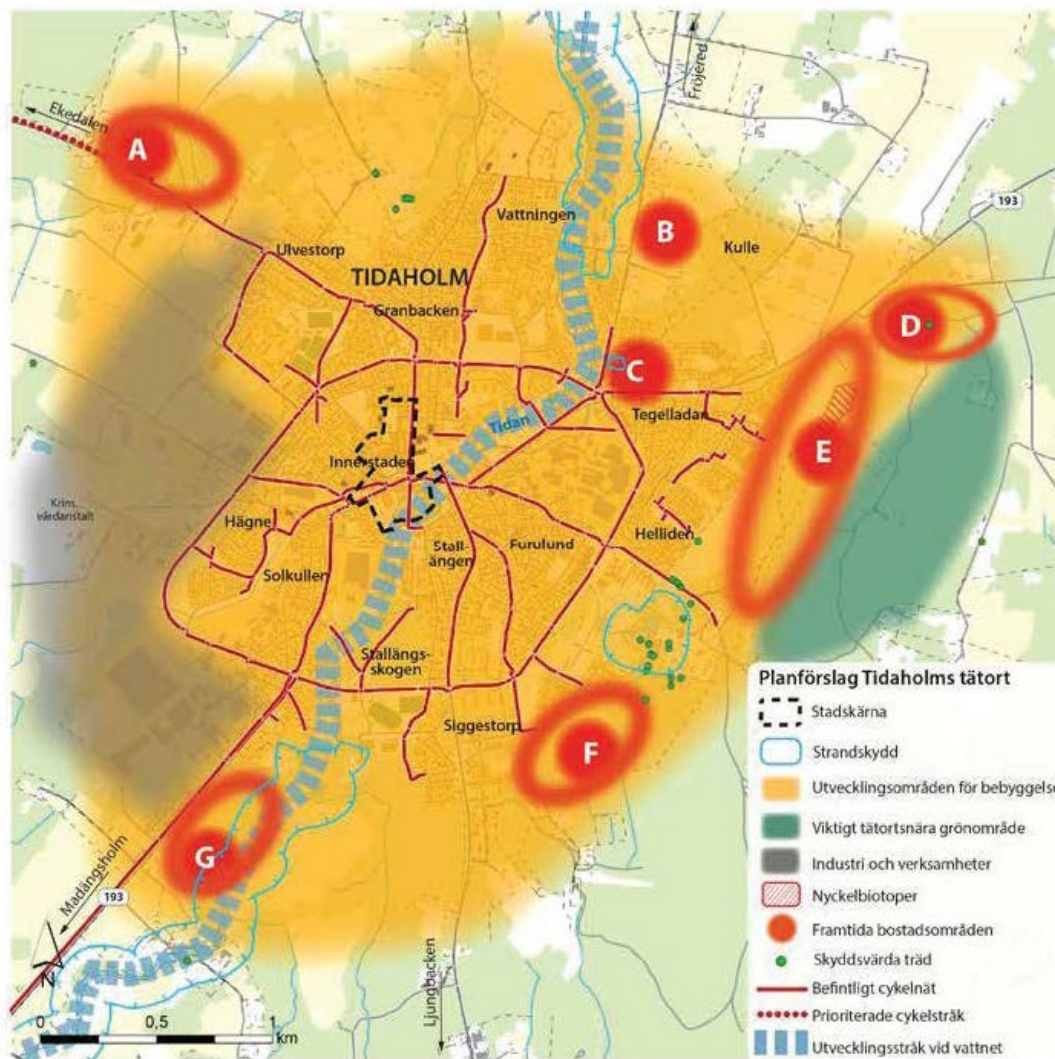 Ekedalen
A
Fröjered
193
Vattningen
B
Kulle
Ulvestorp
TIDAHOLM
Granbacken
D
C
Tidan
Tegelladan
E
Innerstaden
Krim.
vårdanstalt
Hägne
Stall-
ängen
Furulund
Helliden
Solkullen
Stallängs-
skogen
Siggestorp
F
G
Madängsholm
193
Ljungbacken
N
0
0,5
1
km
Planförslag Tidaholms tätort
Stadskärna
Strandskydd
Utvecklingsområden för bebyggelse
Viktigt tätortsnära grönområde
Industri och verksamheter
Nyckelbiotoper
Framtida bostadsområden
Skyddsvärda träd
Befintligt cykelnät
Prioriterade cykelstråk
Utvecklingsstråk vid vattnet